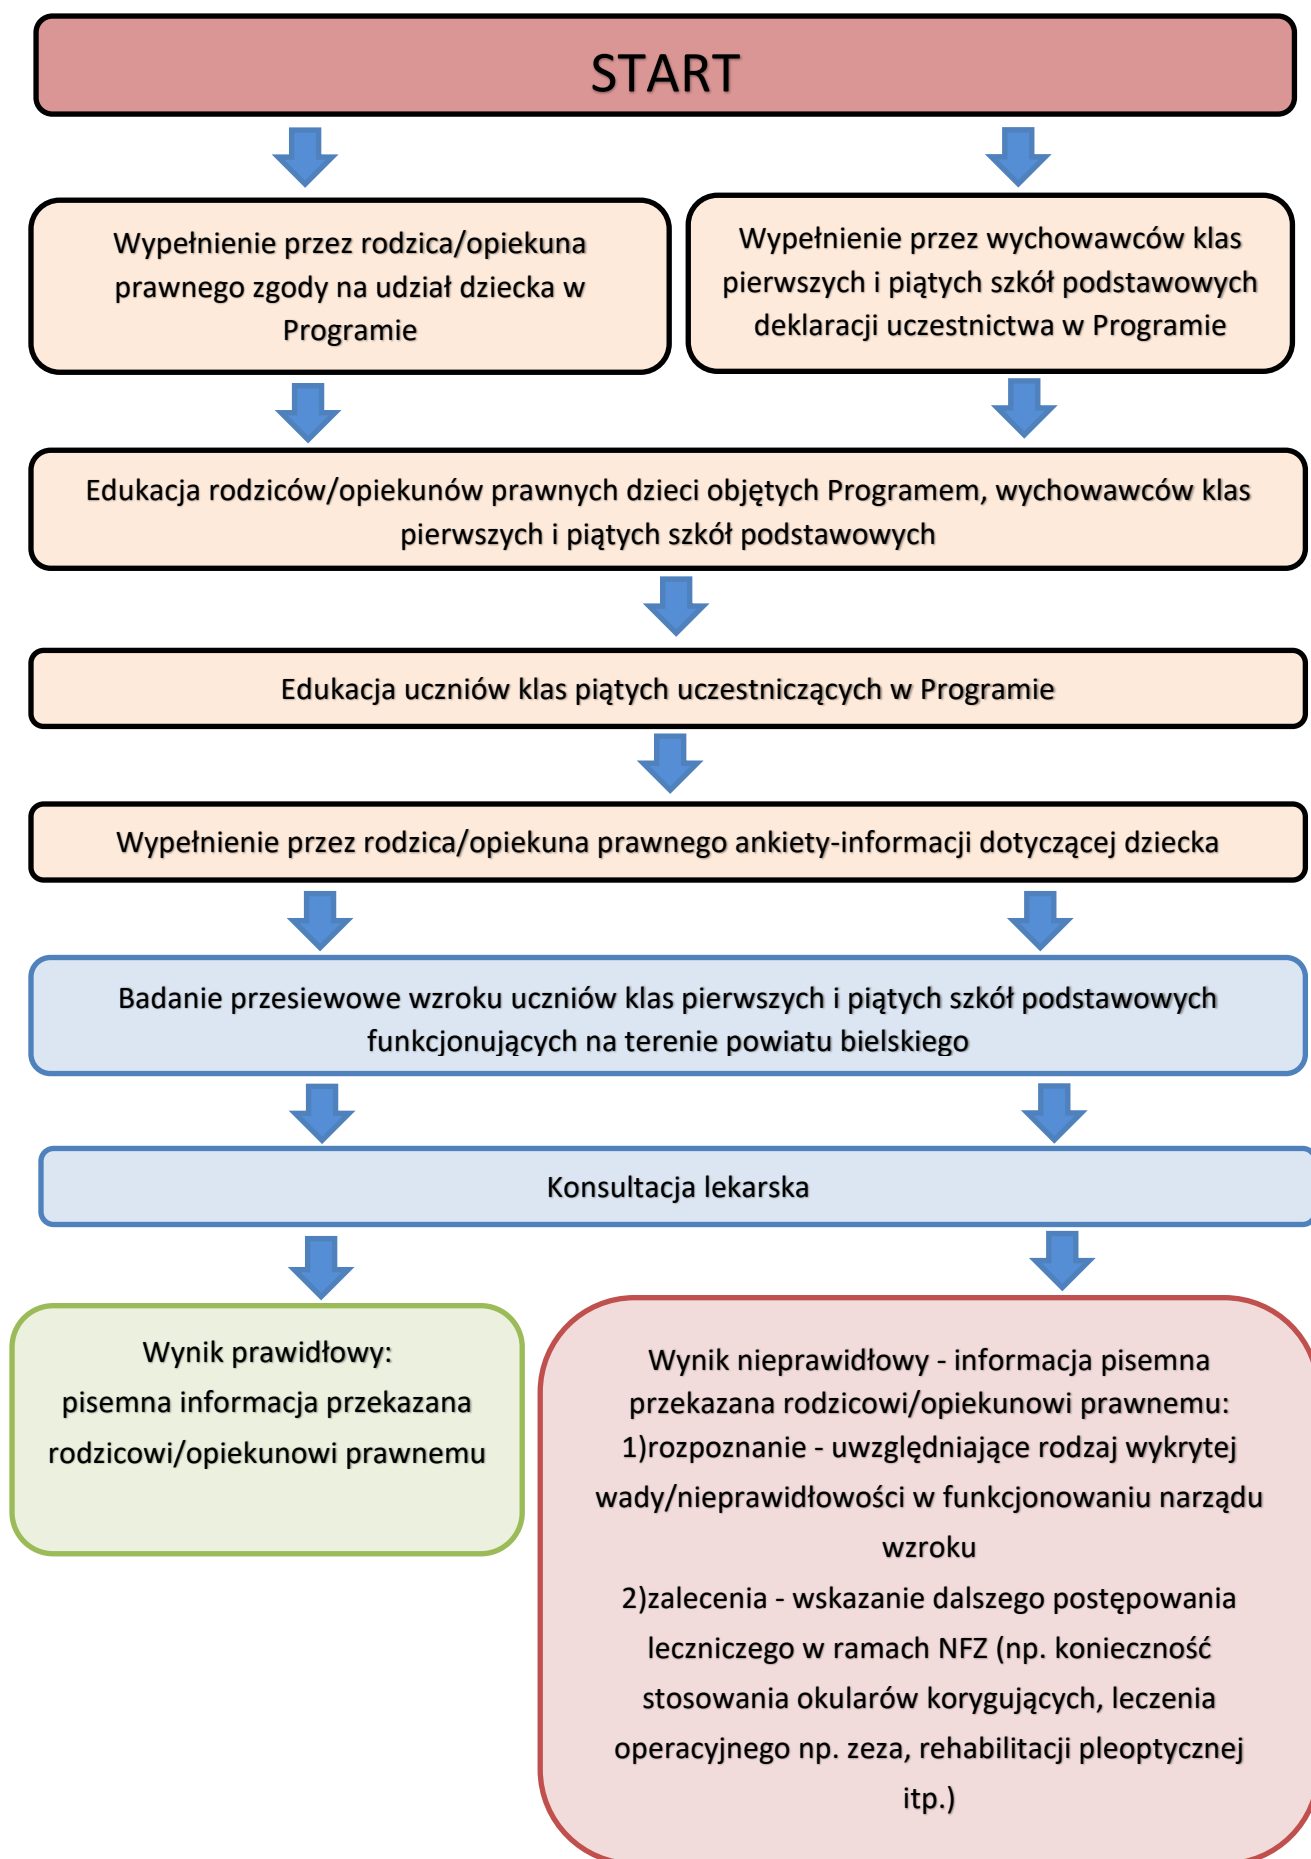 START
Wypełnienie przez rodzica/opiekuna
prawnego zgody na udział dziecka w
Programie
Wypełnienie przez wychowawców klas
pierwszych i piątych szkół podstawowych
deklaracji uczestnictwa w Programie
Edukacja rodziców/opiekunów prawnych dzieci objętych Programem, wychowawców klas
pierwszych i piątych szkół podstawowych
Edukacja uczniów klas piątych uczestniczących w Programie
Wypełnienie przez rodzica/opiekuna prawnego ankiety-informacji dotyczącej dziecka
Badanie przesiewowe wzroku uczniów klas pierwszych i piątych szkół podstawowych
funkcjonujących na terenie powiatu bielskiego
Konsultacja lekarska
Wynik prawidłowy:
pisemna informacja przekazana
rodzicowi/opiekunowi prawnemu
Wynik nieprawidłowy - informacja pisemna
przekazana rodzicowi/opiekunowi prawnemu:
1)rozpoznanie - uwzględniające rodzaj wykrytej
wady/nieprawidłowości w funkcjonowaniu narządu
wzroku
2)zalecenia - wskazanie dalszego postępowania
leczniczego w ramach NFZ (np. konieczność
stosowania okularów korygujących, leczenia
operacyjnego np. zeza, rehabilitacji pleoptycznej
itp.)